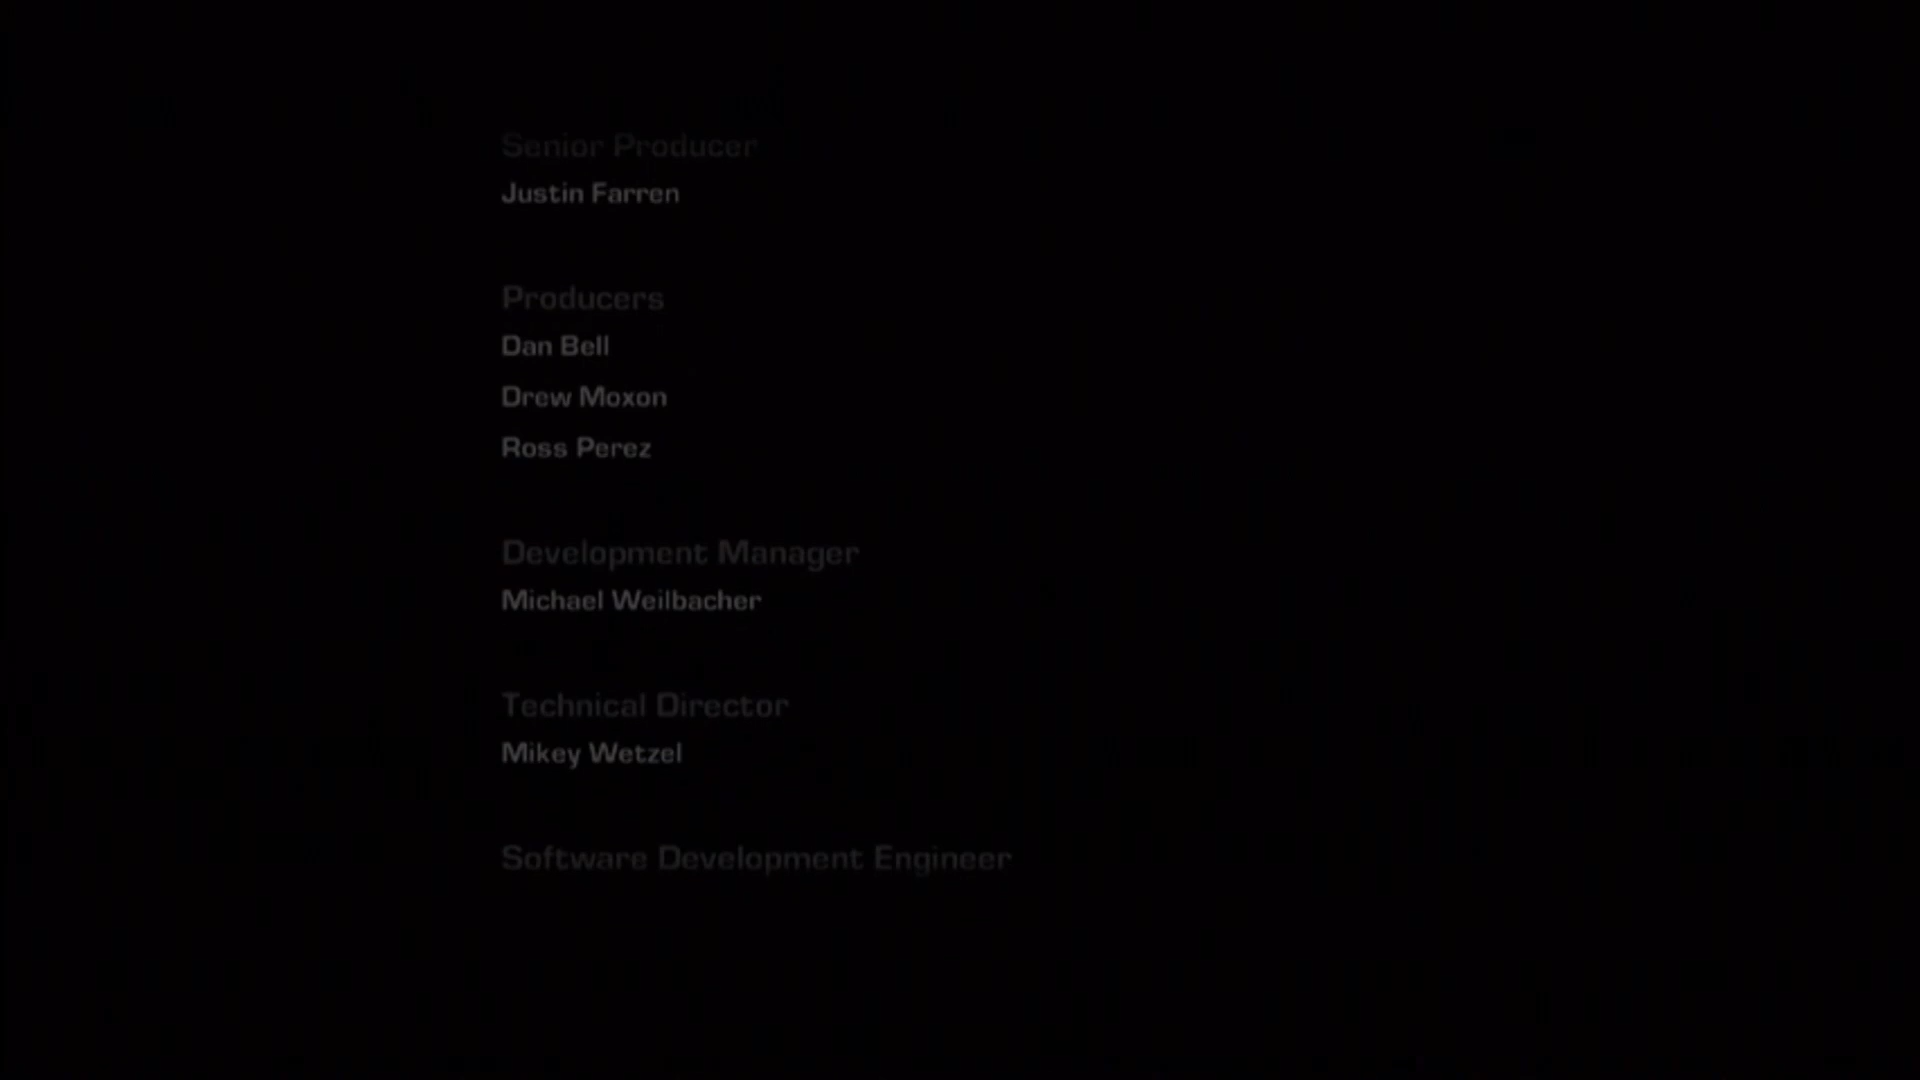 Senior Producer
Justin Farren
Producers
Dan Bell
Drew Moxon
Ross Perez
Development Manager
Michael Weilbacher
Technical Director
Mikey Wetzel
Software Development Engineer